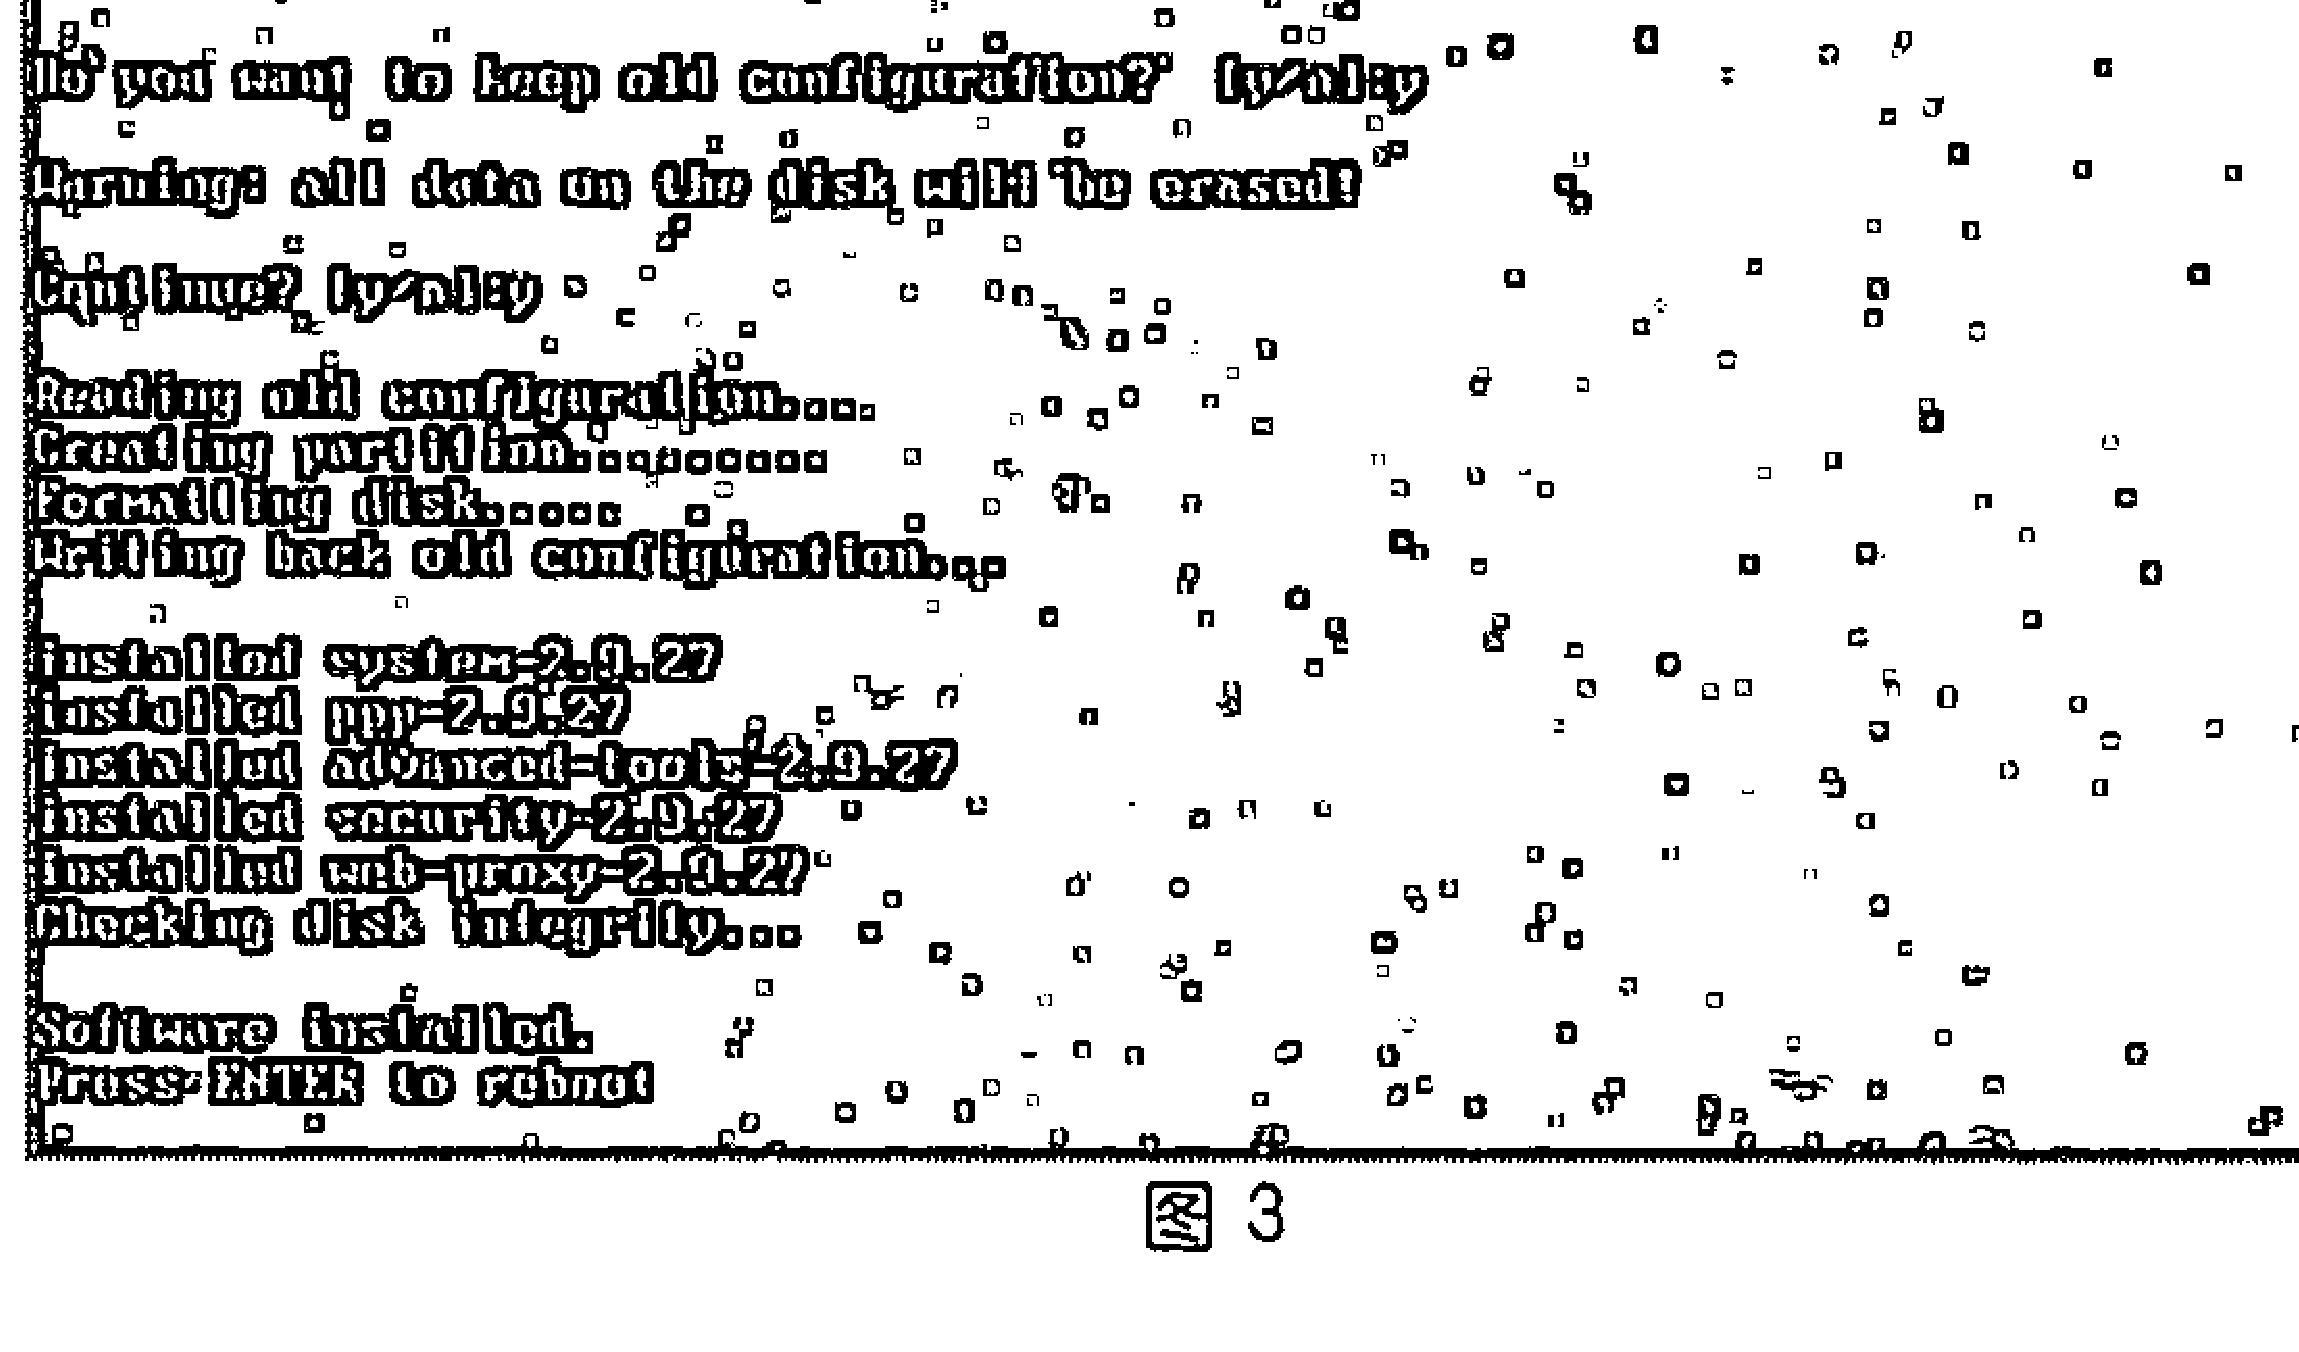 Do you want to keep old configuration? [y/n]:y
Warning: all data on the disk will be erased!
Continue? [y/n]:y
Reading old configuration....
Creating partition.........
Formatting disk.....
Writing back old configuration...
installed system-2.9.27
installed ppp-2.9.27
installed advanced-tools-2.9.27
installed security-2.9.27
installed web-proxy-2.9.27
Checking disk integrity...
Software installed.
Press ENTER to reboot
图 3